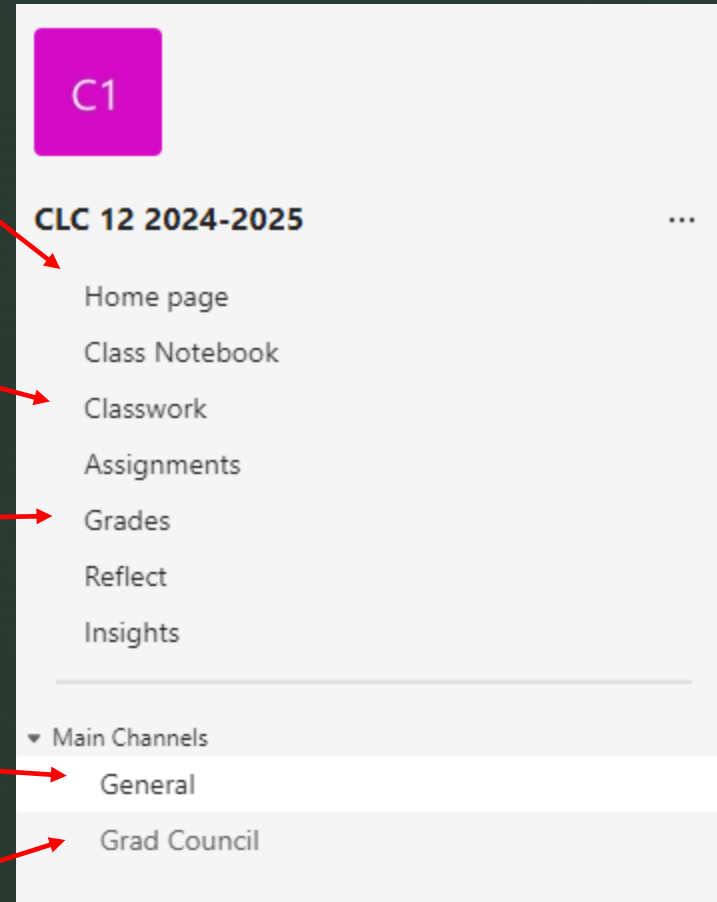 C1
CLC 12 2024-2025 ...
Home page
Class Notebook
Classwork
Assignments
Grades
Reflect
Insights
Main Channels
General
Grad Council